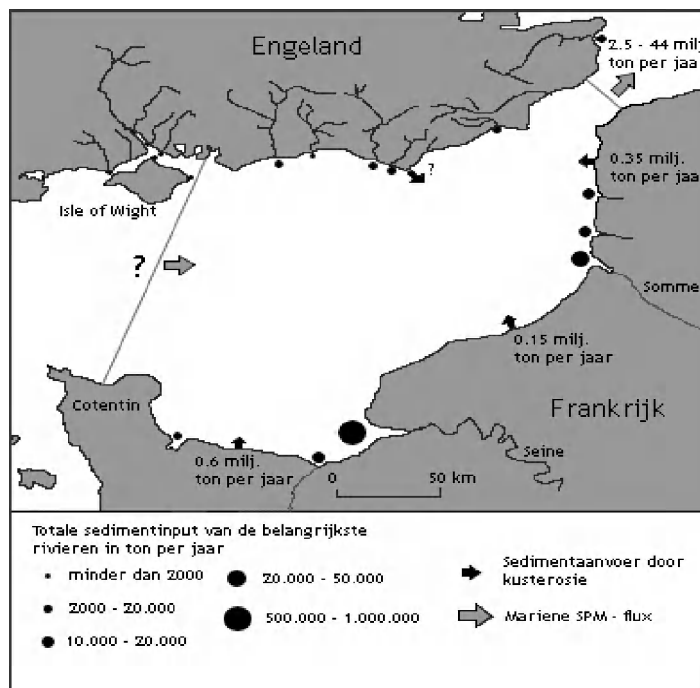 Engeland
2.5 - 44 milj.
ton per jaar
?
0.35 milj.
ton per jaar
Isle of Wight
?
Somme
0.15 milj.
ton per jaar
Cotentin
Frankrijk
Seine
0.6 milj.
ton per jaar
0 50 km
Totale sedimentinput van de belangrijkste
rivieren in ton per jaar
minder dan 2000
2000 - 20.000
10.000 - 20.000
20.000 - 50.000
500.000 - 1.000.000
Sedimentaanvoer door
kusterosie
Mariene SPM - flux